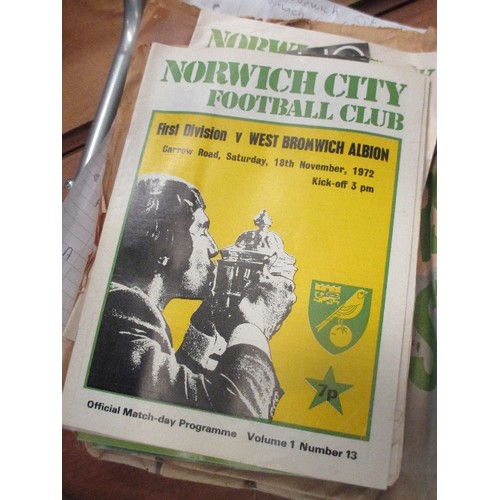 NORWICH
NORWICH CITY
FOOTBALL CLUB
First Division v WEST BROMWICH ALBION
Carrow Road, Saturday, 18th November, 1972
Kick-off 3 pm
7p
Official Match-day Programme Volume 1 Number 13